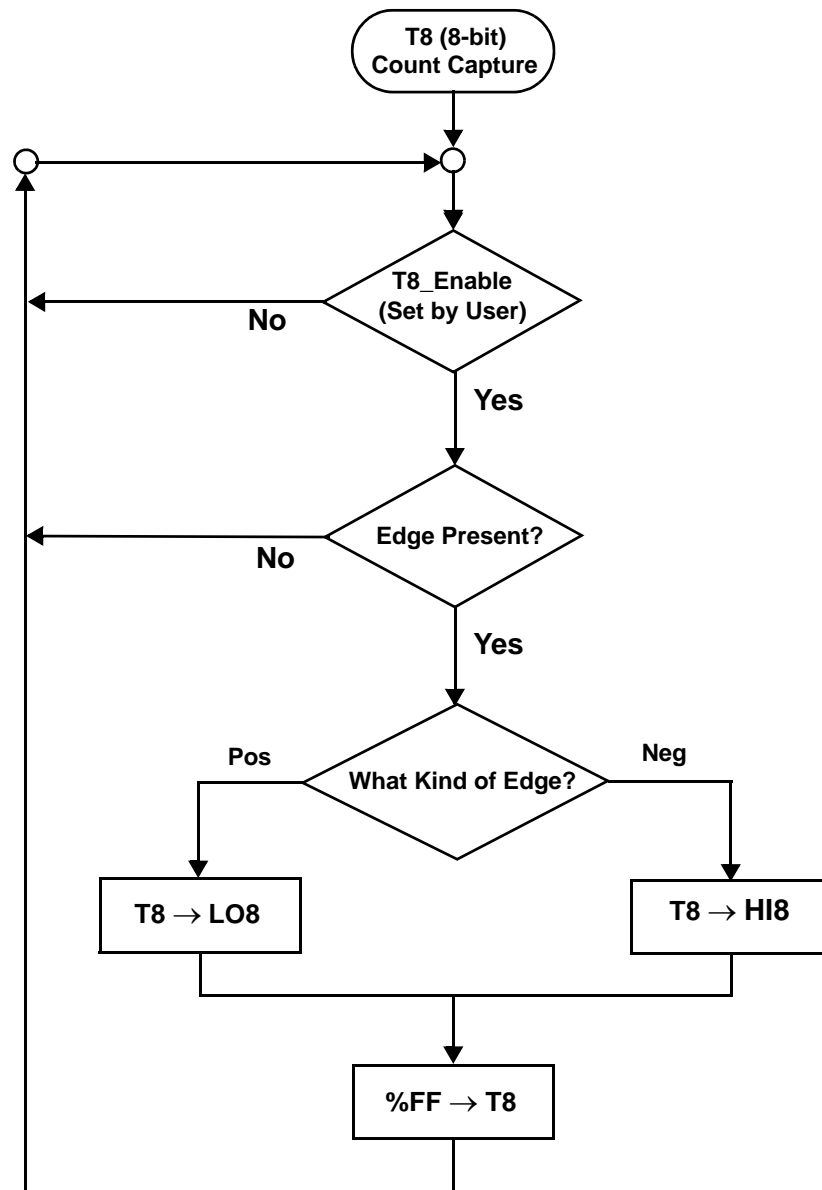 T8 (8-bit)
Count Capture
T8_Enable
(Set by User)
No
Yes
Edge Present?
No
Yes
Pos
What Kind of Edge?
Neg
T8 → LO8
T8 → HI8
%FF → T8